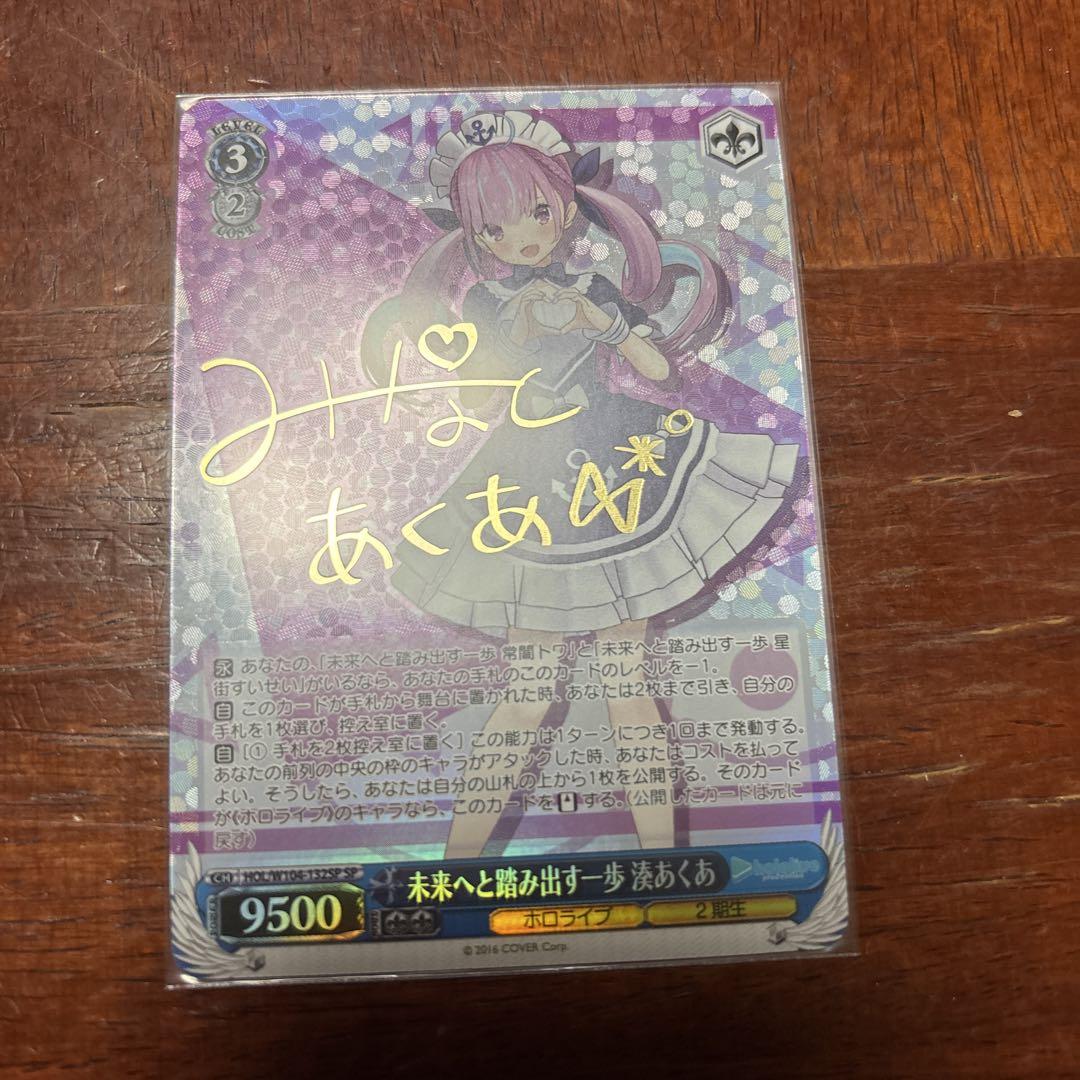 LEVEL
3
2
COST
みなと
あくあ
永 あなたの、「未来へと踏み出す一歩 常闇トワ」と「未来へと踏み出す一歩 星
街すいせい」がいるなら、あなたの手札のこのカードのレベルを－1。
自 このカードが手札から舞台に置かれた時、あなたは2枚まで引き、自分の
手札を1枚選び、控え室に置く。
自 [① 手札を2枚控え室に置く] この能力は1ターンにつき1回まで発動する。
あなたの前列の中央の枠のキャラがアタックした時、あなたはコストを払って
よい。そうしたら、あなたは自分の山札の上から1枚を公開する。そのカード
が《ホロライブ》のキャラなら、このカードを する。(公開したカードは元に
戻す)
HOL/W104-132SP SP
未来へと踏み出す一歩 湊あくあ
hololive
9500
ホロライブ
2期生
©2016 COVER Corp.